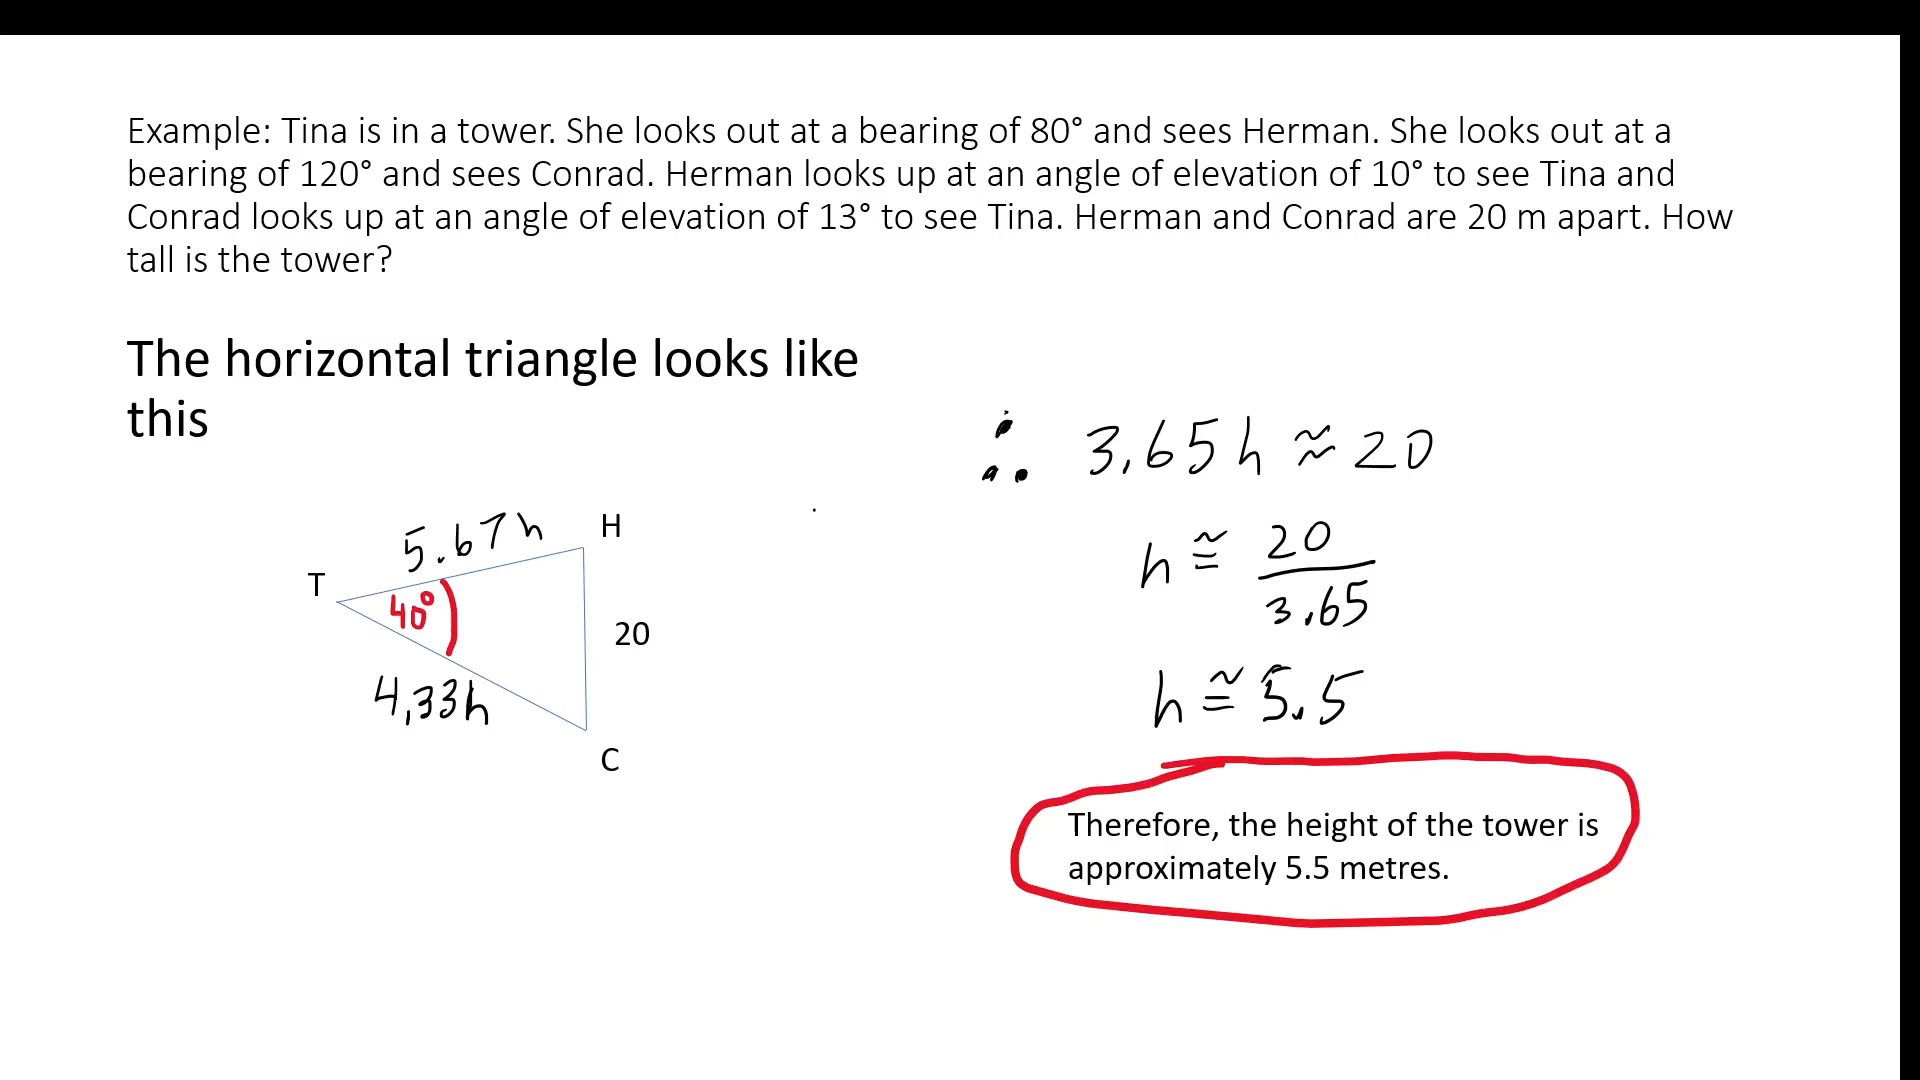 Example: Tina is in a tower. She looks out at a bearing of 80° and sees Herman. She looks out at a
bearing of 120° and sees Conrad. Herman looks up at an angle of elevation of 10° to see Tina and
Conrad looks up at an angle of elevation of 13° to see Tina. Herman and Conrad are 20 m apart. How
tall is the tower?
The horizontal triangle looks like
this
5.67h
H
T
40°
20
4.33h
C
∴ 3.65h ≈ 20
h ≅ 20/3.65
h ≅ 5.5
Therefore, the height of the tower is
approximately 5.5 metres.